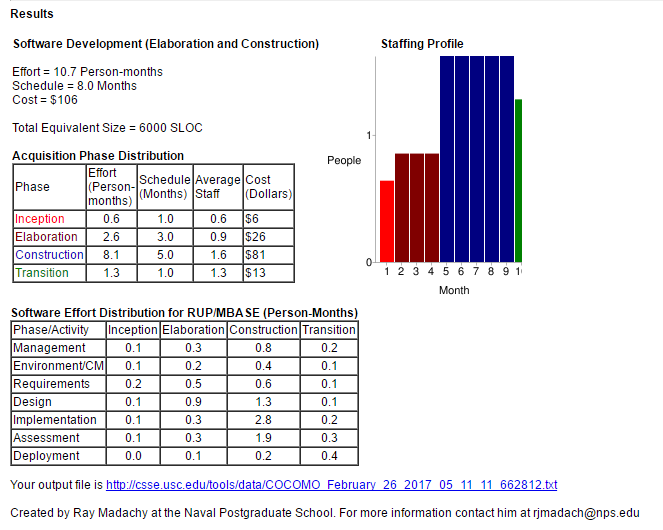 Results
Software Development (Elaboration and Construction)
Effort = 10.7 Person-months
Schedule = 8.0 Months
Cost = $106
Total Equivalent Size = 6000 SLOC
Acquisition Phase Distribution
Phase Effort (Person-months) Schedule (Months) Average Staff Cost (Dollars)
Inception 0.6 1.0 0.6 $6
Elaboration 2.6 3.0 0.9 $26
Construction 8.1 5.0 1.6 $81
Transition 1.3 1.0 1.3 $13
Staffing Profile
People
1
0
1 2 3 4 5 6 7 8 9
Month
Software Effort Distribution for RUP/MBASE (Person-Months)
Phase/Activity Inception Elaboration Construction Transition
Management 0.1 0.3 0.8 0.2
Environment/CM 0.1 0.2 0.4 0.1
Requirements 0.2 0.5 0.6 0.1
Design 0.1 0.9 1.3 0.1
Implementation 0.1 0.3 2.8 0.2
Assessment 0.1 0.3 1.9 0.3
Deployment 0.0 0.1 0.2 0.4
Your output file is http://csse.usc.edu/tools/data/COCOMO_February_26_2017_05_11_11_662812.txt
Created by Ray Madachy at the Naval Postgraduate School. For more information contact him at rjmadach@nps.edu